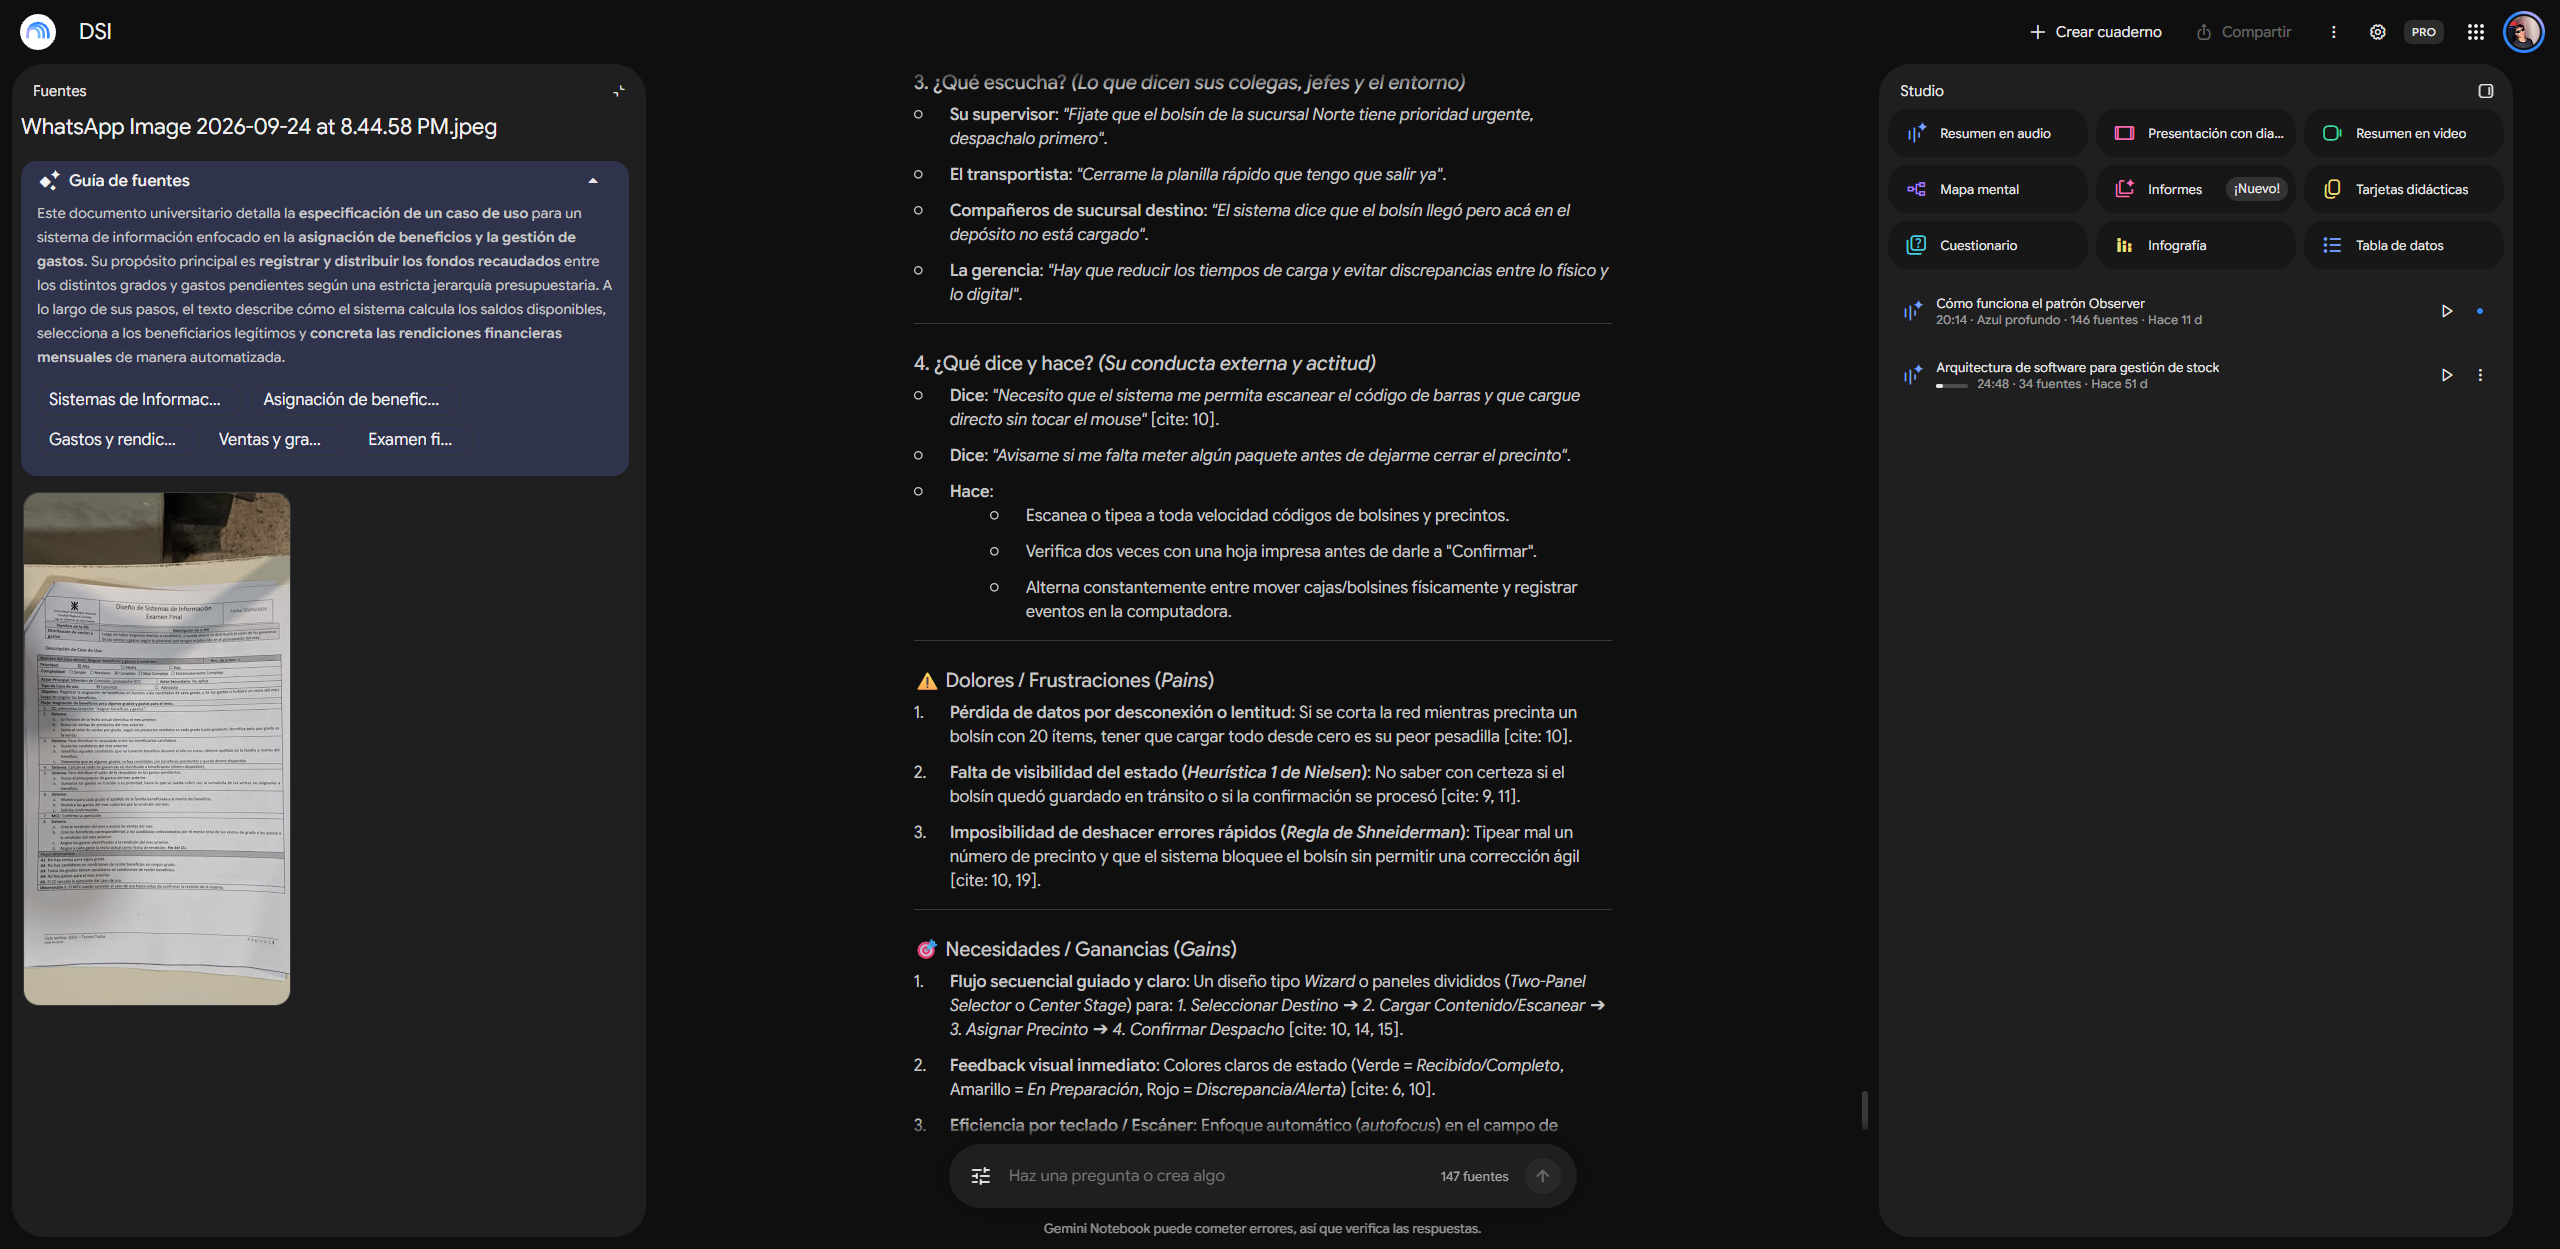 DSI
Crear cuaderno
Compartir
PRO
Fuentes
WhatsApp Image 2026-09-24 at 8.44.58 PM.jpeg
Guía de fuentes
Este documento universitario detalla la especificación de un caso de uso para un
sistema de información enfocado en la asignación de beneficios y la gestión de
gastos. Su propósito principal es registrar y distribuir los fondos recaudados entre
los distintos grados y gastos pendientes según una estricta jerarquía presupuestaria. A
lo largo de sus pasos, el texto describe cómo el sistema calcula los saldos disponibles,
selecciona a los beneficiarios legítimos y concreta las rendiciones financieras
mensuales de manera automatizada.
Sistemas de Informac... Asignación de benefic...
Gastos y rendic... Ventas y gra... Examen fi...
Diseño de Sistemas de Información
Examen Final
3. ¿Qué escucha? (Lo que dicen sus colegas, jefes y el entorno)
Su supervisor: "Fijate que el bolsín de la sucursal Norte tiene prioridad urgente,
despachalo primero".
El transportista: "Cerrame la planilla rápido que tengo que salir ya".
Compañeros de sucursal destino: "El sistema dice que el bolsín llegó pero acá en el
depósito no está cargado".
La gerencia: "Hay que reducir los tiempos de carga y evitar discrepancias entre lo físico y
lo digital".
4. ¿Qué dice y hace? (Su conducta externa y actitud)
Dice: "Necesito que el sistema me permita escanear el código de barras y que cargue
directo sin tocar el mouse" [cite: 10].
Dice: "Avisame si me falta meter algún paquete antes de dejarme cerrar el precinto".
Hace:
Escanea o tipea a toda velocidad códigos de bolsines y precintos.
Verifica dos veces con una hoja impresa antes de darle a "Confirmar".
Alterna constantemente entre mover cajas/bolsines físicamente y registrar
eventos en la computadora.
Dolores / Frustraciones (Pains)
1. Pérdida de datos por desconexión o lentitud: Si se corta la red mientras precinta un
bolsín con 20 ítems, tener que cargar todo desde cero es su peor pesadilla [cite: 10].
2. Falta de visibilidad del estado (Heurística 1 de Nielsen): No saber con certeza si el
bolsín quedó guardado en tránsito o si la confirmación se procesó [cite: 9, 11].
3. Imposibilidad de deshacer errores rápidos (Regla de Shneiderman): Tipear mal un
número de precinto y que el sistema bloquee el bolsín sin permitir una corrección ágil
[cite: 10, 19].
Necesidades / Ganancias (Gains)
1. Flujo secuencial guiado y claro: Un diseño tipo Wizard o paneles divididos (Two-Panel
Selector o Center Stage) para: 1. Seleccionar Destino ➔ 2. Cargar Contenido/Escanear ➔
3. Asignar Precinto ➔ 4. Confirmar Despacho [cite: 10, 14, 15].
2. Feedback visual inmediato: Colores claros de estado (Verde = Recibido/Completo,
Amarillo = En Preparación, Rojo = Discrepancia/Alerta) [cite: 6, 10].
3. Eficiencia por teclado / Escáner: Enfoque automático (autofocus) en el campo de
Haz una pregunta o crea algo
147 fuentes
Gemini Notebook puede cometer errores, así que verifica las respuestas.
Studio
Resumen en audio
Presentación con dia...
Resumen en video
Mapa mental
Informes
¡Nuevo!
Tarjetas didácticas
Cuestionario
Infografía
Tabla de datos
Cómo funciona el patrón Observer
20:14 · Azul profundo · 146 fuentes · Hace 11 d
Arquitectura de software para gestión de stock
24:48 · 34 fuentes · Hace 51 d